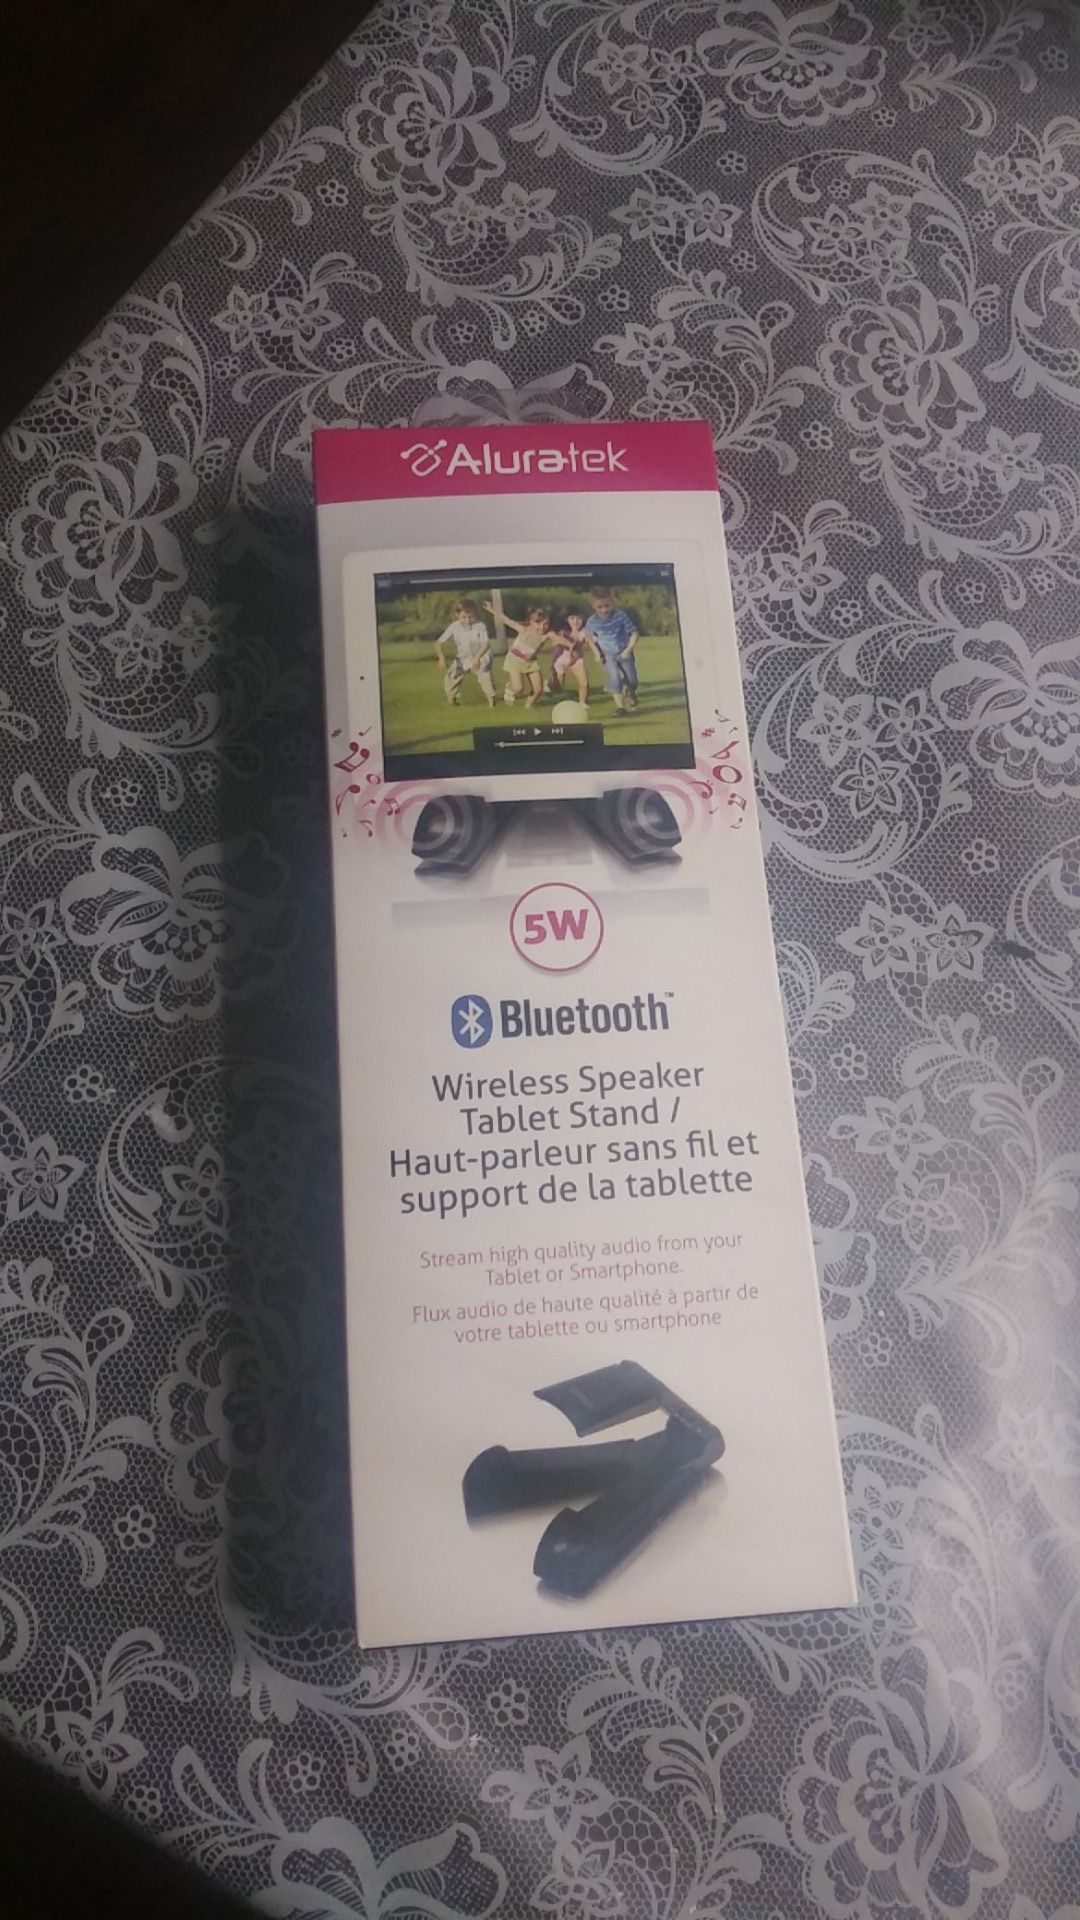 Aluratek
5W
Bluetooth™
Wireless Speaker
Tablet Stand /
Haut-parleur sans fil et
support de la tablette
Stream high quality audio from your
Tablet or Smartphone.
Flux audio de haute qualité à partir de
votre tablette ou smartphone